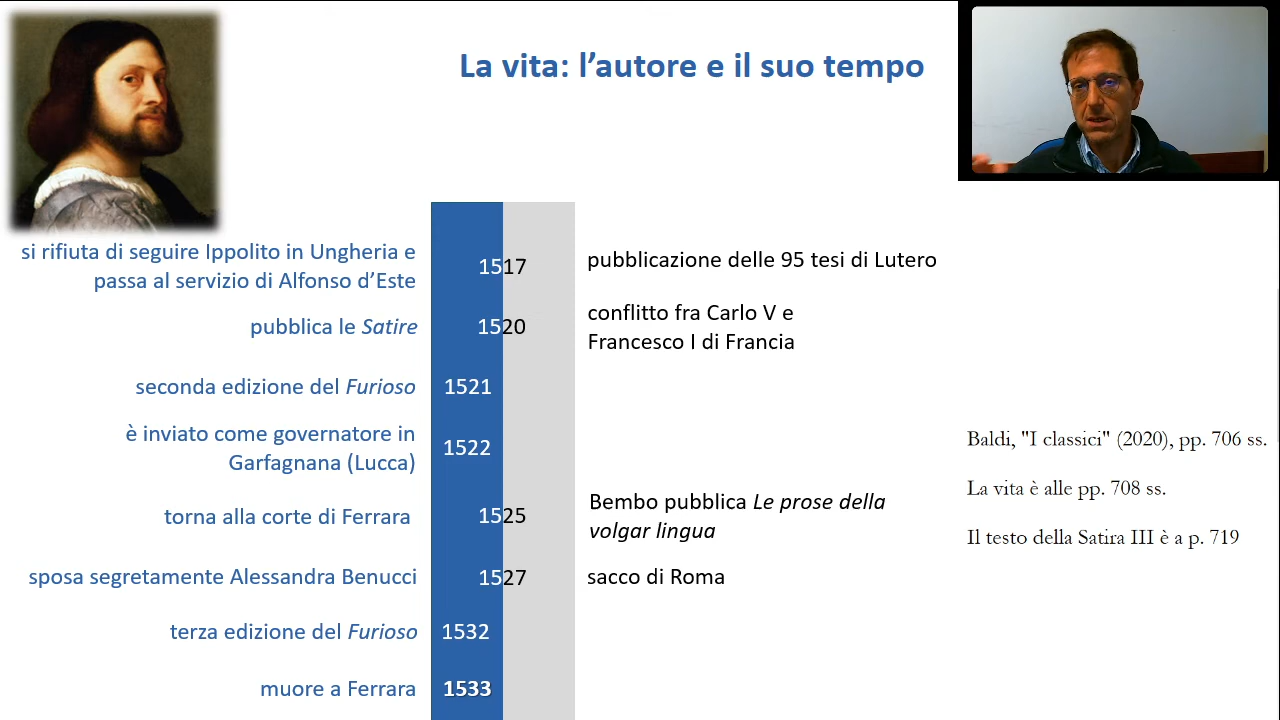 La vita: l’autore e il suo tempo
si rifiuta di seguire Ippolito in Ungheria e
passa al servizio di Alfonso d’Este
1517
pubblicazione delle 95 tesi di Lutero
pubblica le Satire
1520
conflitto fra Carlo V e
Francesco I di Francia
seconda edizione del Furioso
1521
è inviato come governatore in
Garfagnana (Lucca)
1522
torna alla corte di Ferrara
1525
Bembo pubblica Le prose della
volgar lingua
sposa segretamente Alessandra Benucci
1527
sacco di Roma
terza edizione del Furioso
1532
muore a Ferrara
1533
Baldi, "I classici" (2020), pp. 706 ss.
La vita è alle pp. 708 ss.
Il testo della Satira III è a p. 719